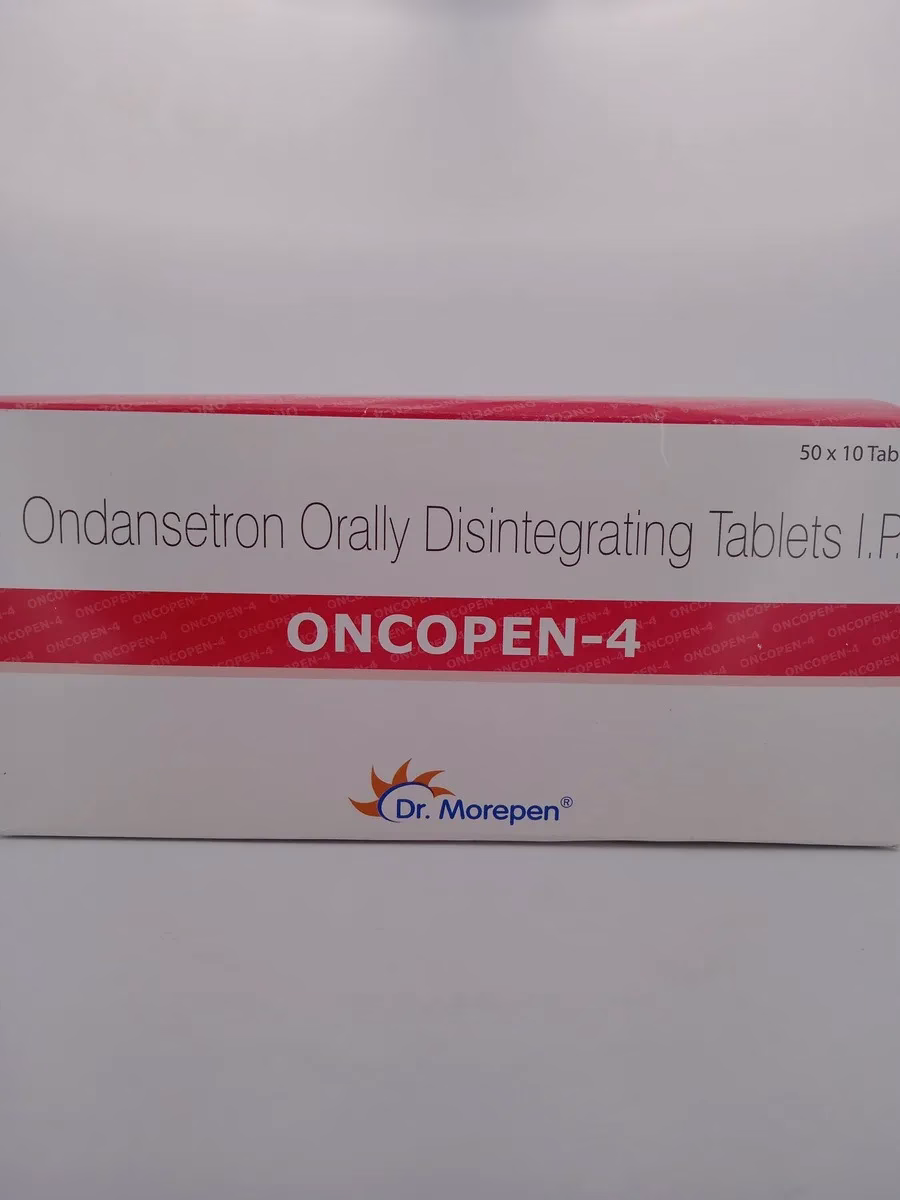 50 x 10 Tab
Ondansetron Orally Disintegrating Tablets I.P.
ONCOPEN-4
Dr. Morepen®